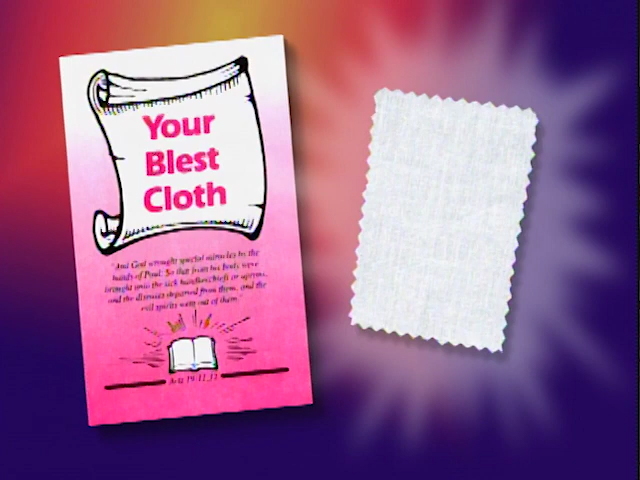 Your
Blest
Cloth
"And God wrought special miracles by the
hands of Paul: So that from his body were
brought unto the sick handkerchiefs or aprons,
and the diseases departed from them, and the
evil spirits went out of them."
Acts 19:11,12